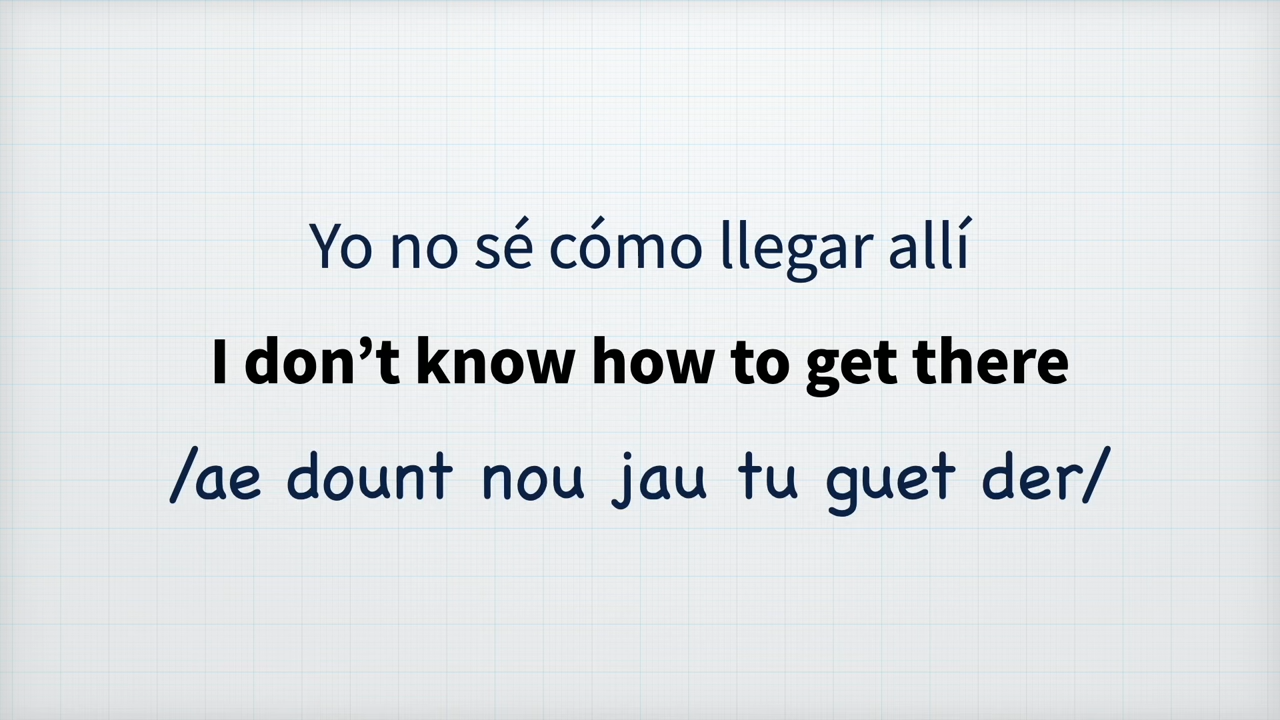 Yo no sé cómo llegar allí
I don’t know how to get there
/ae dount nou jau tu guet der/